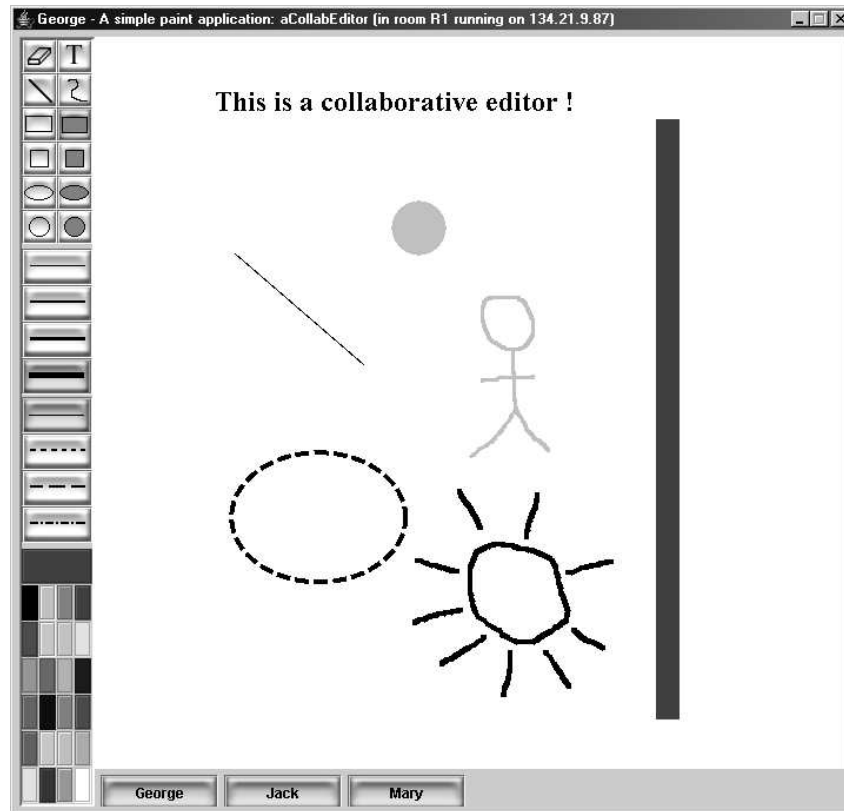 George - A simple paint application: aCollabEditor (in room R1 running on 134.21.9.87)
T
This is a collaborative editor !
George Jack Mary